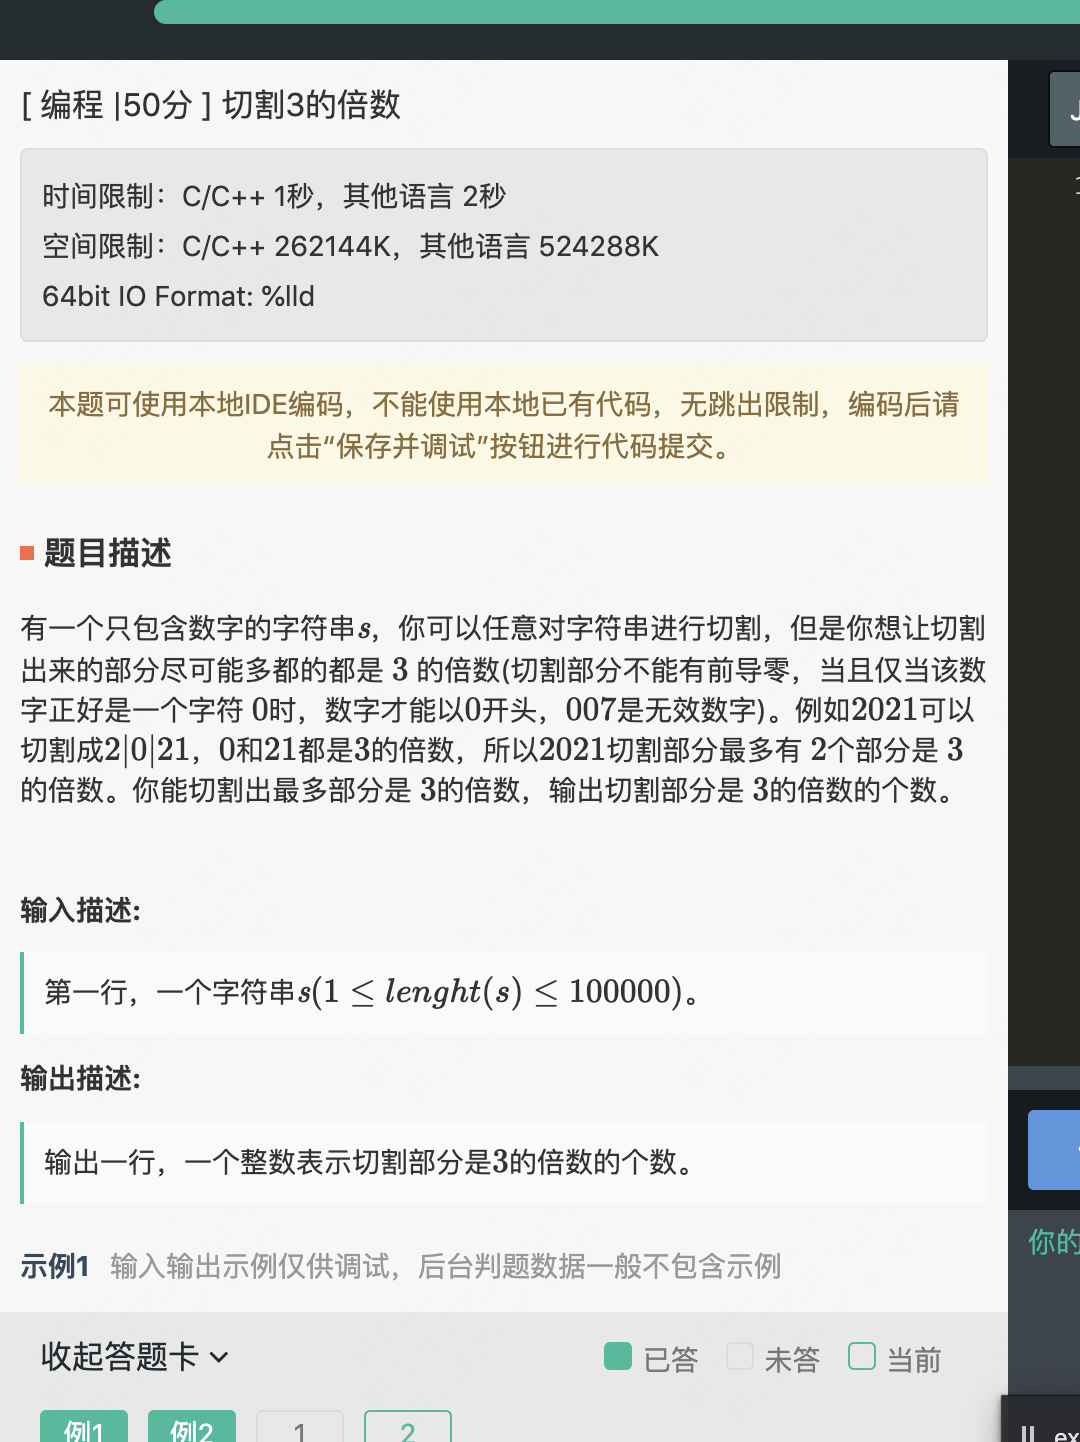 [ 编程 |50分 ] 切割3的倍数
时间限制：C/C++ 1秒，其他语言 2秒
空间限制：C/C++ 262144K，其他语言 524288K
64bit IO Format: %lld
本题可使用本地IDE编码，不能使用本地已有代码，无跳出限制，编码后请
点击“保存并调试”按钮进行代码提交。
题目描述
有一个只包含数字的字符串s，你可以任意对字符串进行切割，但是你想让切割
出来的部分尽可能多都的都是 3 的倍数(切割部分不能有前导零，当且仅当该数
字正好是一个字符 0时，数字才能以0开头，007是无效数字)。例如2021可以
切割成2|0|21，0和21都是3的倍数，所以2021切割部分最多有 2个部分是 3
的倍数。你能切割出最多部分是 3的倍数，输出切割部分是 3的倍数的个数。
输入描述:
第一行，一个字符串s(1 ≤ lenght(s) ≤ 100000)。
输出描述:
输出一行，一个整数表示切割部分是3的倍数的个数。
示例1 输入输出示例仅供调试，后台判题数据一般不包含示例
你的
收起答题卡 已答 未答 当前
例1 例2 1 2
ex